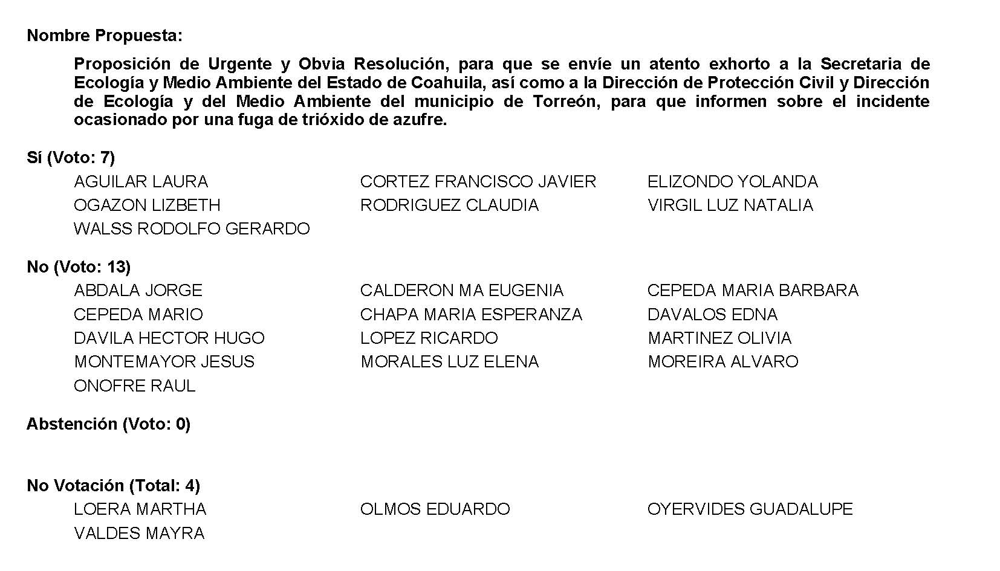 Nombre Propuesta:
Proposición de Urgente y Obvia Resolución, para que se envíe un atento exhorto a la Secretaria de
Ecología y Medio Ambiente del Estado de Coahuila, así como a la Dirección de Protección Civil y Dirección
de Ecología y del Medio Ambiente del municipio de Torreón, para que informen sobre el incidente
ocasionado por una fuga de trióxido de azufre.
Sí (Voto: 7)
AGUILAR LAURA CORTEZ FRANCISCO JAVIER ELIZONDO YOLANDA
OGAZON LIZBETH RODRIGUEZ CLAUDIA VIRGIL LUZ NATALIA
WALSS RODOLFO GERARDO
No (Voto: 13)
ABDALA JORGE CALDERON MA EUGENIA CEPEDA MARIA BARBARA
CEPEDA MARIO CHAPA MARIA ESPERANZA DAVALOS EDNA
DAVILA HECTOR HUGO LOPEZ RICARDO MARTINEZ OLIVIA
MONTEMAYOR JESUS MORALES LUZ ELENA MOREIRA ALVARO
ONOFRE RAUL
Abstención (Voto: 0)
No Votación (Total: 4)
LOERA MARTHA OLMOS EDUARDO OYERVIDES GUADALUPE
VALDES MAYRA